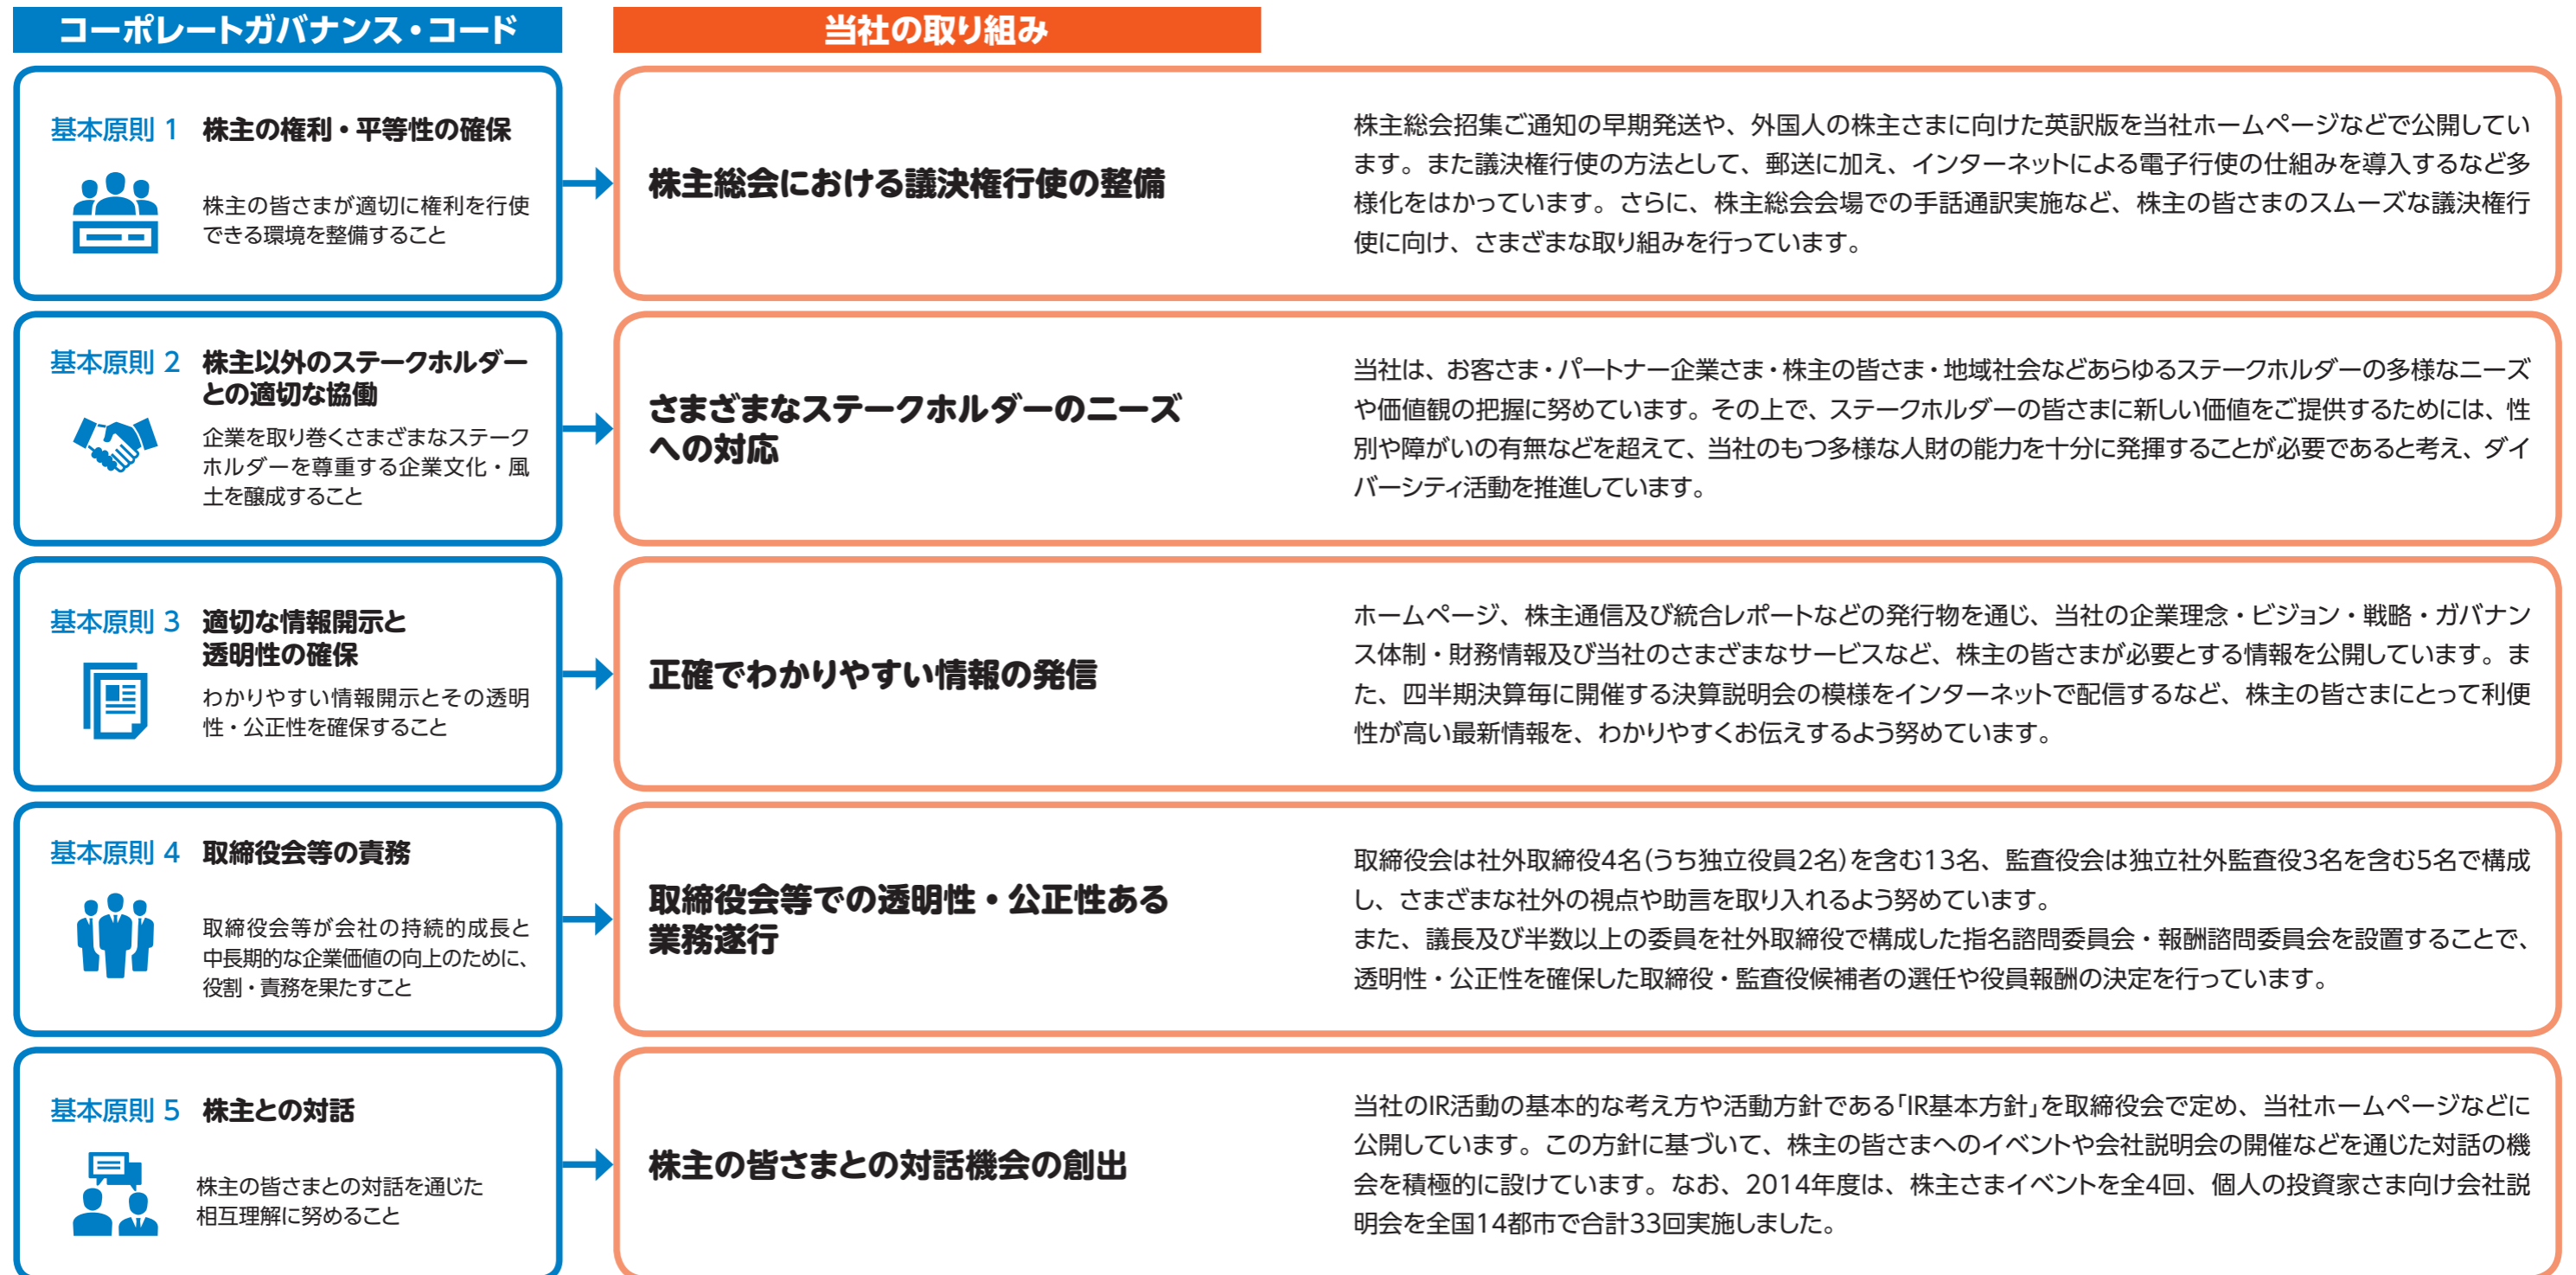 コーポレートガバナンス・コード
当社の取り組み
基本原則 1 株主の権利・平等性の確保
株主の皆さまが適切に権利を行使
できる環境を整備すること
株主総会における議決権行使の整備
株主総会招集ご通知の早期発送や、外国人の株主さまに向けた英訳版を当社ホームページなどで公開してい
ます。また議決権行使の方法として、郵送に加え、インターネットによる電子行使の仕組みを導入するなど多
様化をはかっています。さらに、株主総会会場での手話通訳実施など、株主の皆さまのスムーズな議決権行
使に向け、さまざまな取り組みを行っています。
基本原則 2 株主以外のステークホルダー
との適切な協働
企業を取り巻くさまざまなステーク
ホルダーを尊重する企業文化・風
土を醸成すること
さまざまなステークホルダーのニーズ
への対応
当社は、お客さま・パートナー企業さま・株主の皆さま・地域社会などあらゆるステークホルダーの多様なニーズ
や価値観の把握に努めています。その上で、ステークホルダーの皆さまに新しい価値をご提供するためには、性
別や障がいの有無などを超えて、当社のもつ多様な人財の能力を十分に発揮することが必要であると考え、ダイ
バーシティ活動を推進しています。
基本原則 3 適切な情報開示と
透明性の確保
わかりやすい情報開示とその透明
性・公正性を確保すること
正確でわかりやすい情報の発信
ホームページ、株主通信及び統合レポートなどの発行物を通じ、当社の企業理念・ビジョン・戦略・ガバナン
ス体制・財務情報及び当社のさまざまなサービスなど、株主の皆さまが必要とする情報を公開しています。ま
た、四半期決算毎に開催する決算説明会の模様をインターネットで配信するなど、株主の皆さまにとって利便
性が高い最新情報を、わかりやすくお伝えするよう努めています。
基本原則 4 取締役会等の責務
取締役会等が会社の持続的成長と
中長期的な企業価値の向上のために、
役割・責務を果たすこと
取締役会等での透明性・公正性ある
業務遂行
取締役会は社外取締役4名(うち独立役員2名)を含む13名、監査役会は独立社外監査役3名を含む5名で構成
し、さまざまな社外の視点や助言を取り入れるよう努めています。
また、議長及び半数以上の委員を社外取締役で構成した指名諮問委員会・報酬諮問委員会を設置することで、
透明性・公正性を確保した取締役・監査役候補者の選任や役員報酬の決定を行っています。
基本原則 5 株主との対話
株主の皆さまとの対話を通じた
相互理解に努めること
株主の皆さまとの対話機会の創出
当社のIR活動の基本的な考え方や活動方針である「IR基本方針」を取締役会で定め、当社ホームページなどに
公開しています。この方針に基づいて、株主の皆さまへのイベントや会社説明会の開催などを通じた対話の機
会を積極的に設けています。なお、2014年度は、株主さまイベントを全4回、個人の投資家さま向け会社説
明会を全国14都市で合計33回実施しました。